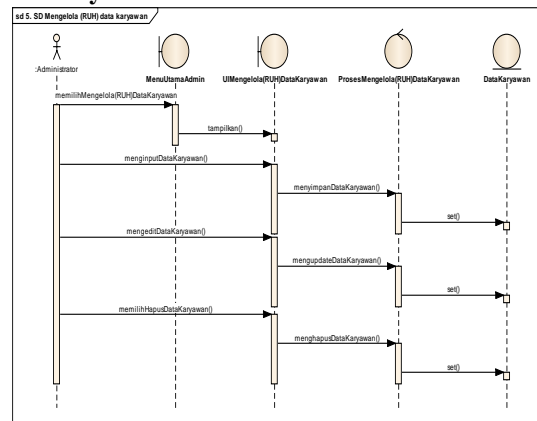 sd 5. SD Mengelola (RUH) data karyawan
:Administrator
MenuUtamaAdmin
UIMengelola(RUH)DataKaryawan
ProsesMengelola(RUH)DataKaryawan
DataKaryawan
memilihMengelola(RUH)DataKaryawan
tampilkan()
menginputDataKaryawan()
menyimpanDataKaryawan()
set()
mengeditDataKaryawan()
mengupdateDataKaryawan()
set()
memilihHapusDataKaryawan()
menghapusDataKaryawan()
set()